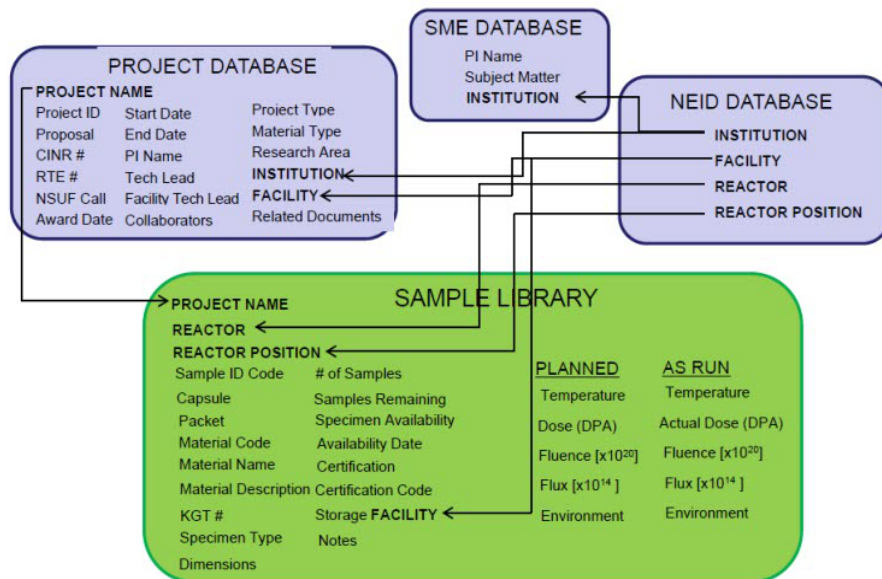 SME DATABASE
PI Name
Subject Matter
INSTITUTION
PROJECT DATABASE
PROJECT NAME
Project ID
Proposal
CINR #
RTE #
NSUF Call
Award Date
Start Date
End Date
PI Name
Tech Lead
Facility Tech Lead
Collaborators
Project Type
Material Type
Research Area
INSTITUTION
FACILITY
Related Documents
NEID DATABASE
INSTITUTION
FACILITY
REACTOR
REACTOR POSITION
SAMPLE LIBRARY
PROJECT NAME
REACTOR
REACTOR POSITION
Sample ID Code
Capsule
Packet
Material Code
Material Name
Material Description
KGT #
Specimen Type
Dimensions
# of Samples
Samples Remaining
Specimen Availability
Availability Date
Certification
Certification Code
Storage FACILITY
Notes
PLANNED
Temperature
Dose (DPA)
Fluence [x10²⁰]
Flux [x10¹⁴ ]
Environment
AS RUN
Temperature
Actual Dose (DPA)
Fluence [x10²⁰]
Flux [x10¹⁴ ]
Environment